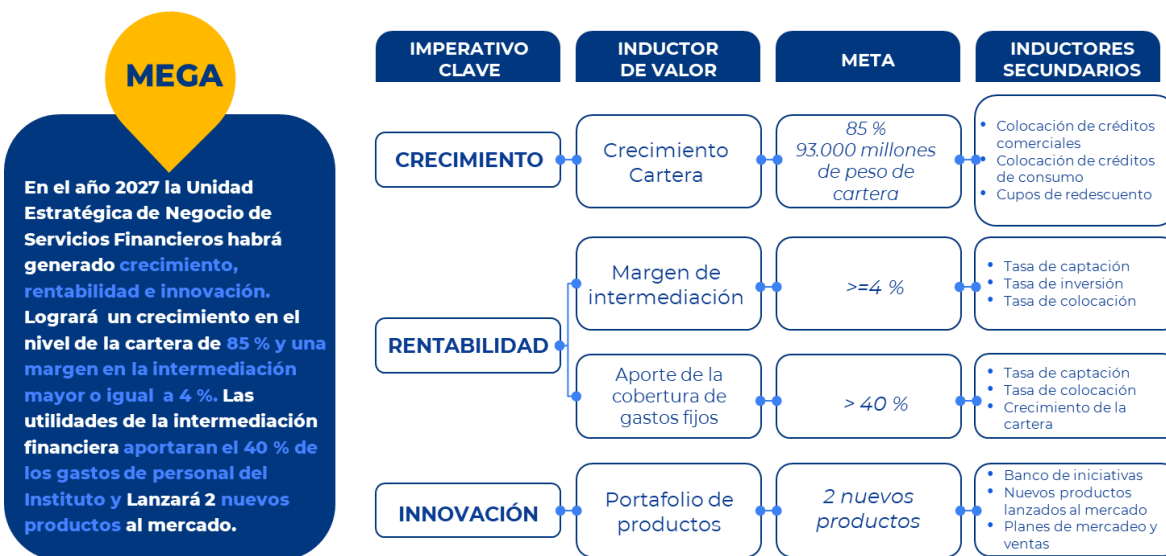 MEGA
En el año 2027 la Unidad
Estratégica de Negocio de
Servicios Financieros habrá
generado crecimiento,
rentabilidad e innovación.
Logrará un crecimiento en el
nivel de la cartera de 85 % y una
margen en la intermediación
mayor o igual a 4 %. Las
utilidades de la intermediación
financiera aportaran el 40 % de
los gastos de personal del
Instituto y Lanzará 2 nuevos
productos al mercado.
IMPERATIVO
CLAVE
INDUCTOR
DE VALOR
META
INDUCTORES
SECUNDARIOS
CRECIMIENTO
Crecimiento
Cartera
85 %
93.000 millones
de peso de
cartera
• Colocación de créditos
comerciales
• Colocación de créditos
de consumo
• Cupos de redescuento
RENTABILIDAD
Margen de
intermediación
>=4 %
• Tasa de captación
• Tasa de inversión
• Tasa de colocación
Aporte de la
cobertura de
gastos fijos
> 40 %
• Tasa de captación
• Tasa de colocación
• Crecimiento de la
cartera
INNOVACIÓN
Portafolio de
productos
2 nuevos
productos
• Banco de iniciativas
• Nuevos productos
lanzados al mercado
• Planes de mercadeo y
ventas